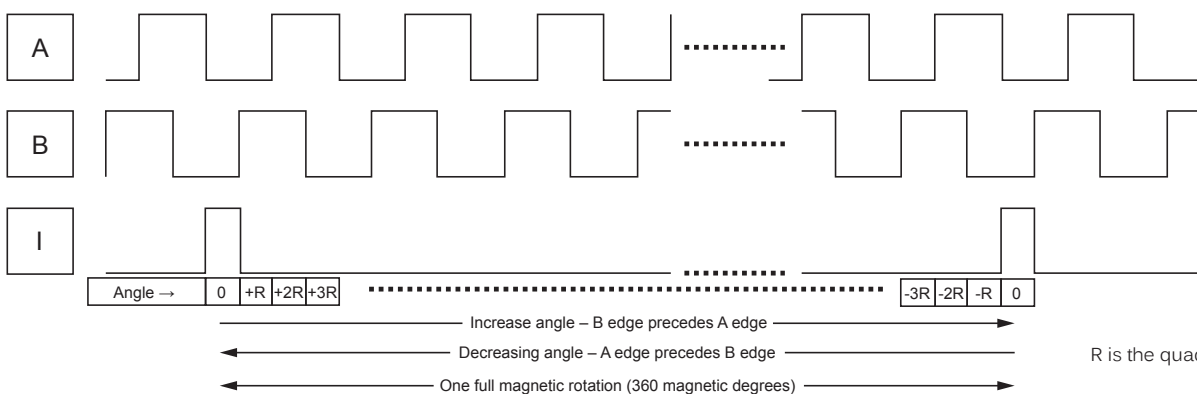 A
B
I
Angle → 0 +R +2R +3R -3R -2R -R 0
Increase angle – B edge precedes A edge
Decreasing angle – A edge precedes B edge
R is the
One full magnetic rotation (360 magnetic degrees)